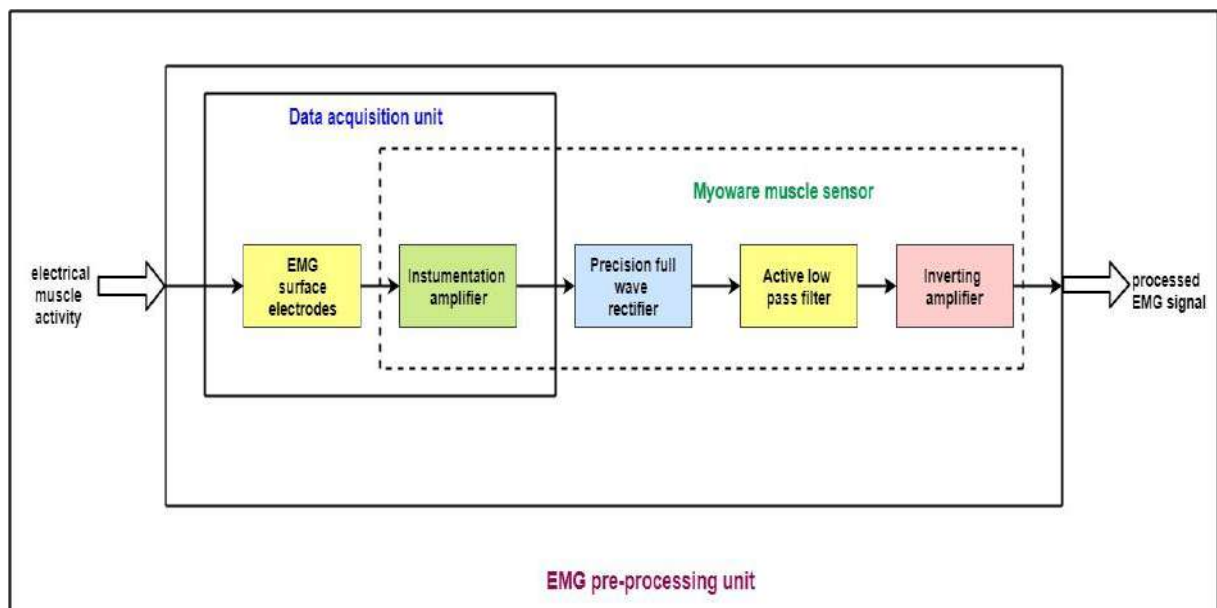 Data acquisition unit
Myoware muscle sensor
electrical
muscle
activity
EMG
surface
electrodes
Instumentation
amplifier
Precision full
wave
rectifier
Active low
pass filter
Inverting
amplifier
processed
EMG signal
EMG pre-processing unit